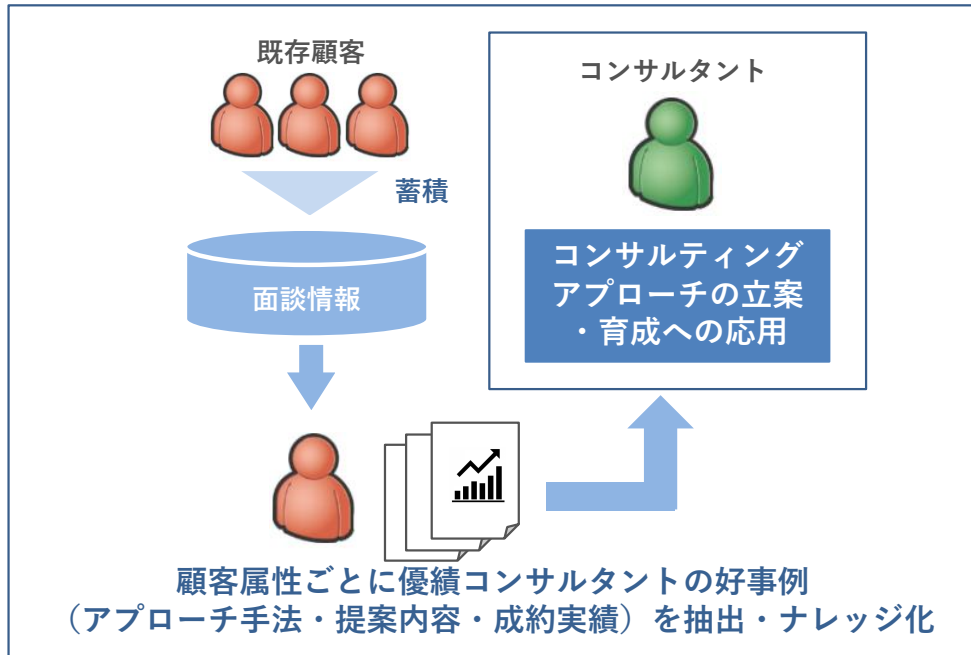 既存顧客
蓄積
面談情報
コンサルタント
コンサルティング
アプローチの立案
・育成への応用
顧客属性ごとに優績コンサルタントの好事例
（アプローチ手法・提案内容・成約実績）を抽出・ナレッジ化